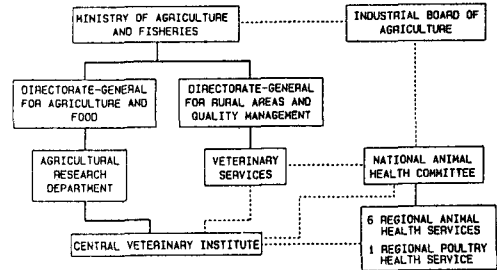 MINISTRY OF AGRICULTURE
AND FISHERIES
INDUSTRIAL BOARD OF
AGRICULTURE
DIRECTORATE-GENERAL
FOR AGRICULTURE AND
FOOD
DIRECTORATE-GENERAL
FOR RURAL AREAS AND
QUALITY MANAGEMENT
AGRICULTURAL
RESEARCH
DEPARTMENT
VETERINARY
SERVICES
NATIONAL ANIMAL
HEALTH COMMITTEE
CENTRAL VETERINARY INSTITUTE
6 REGIONAL ANIMAL
HEALTH SERVICES
1 REGIONAL POULTRY
HEALTH SERVICE